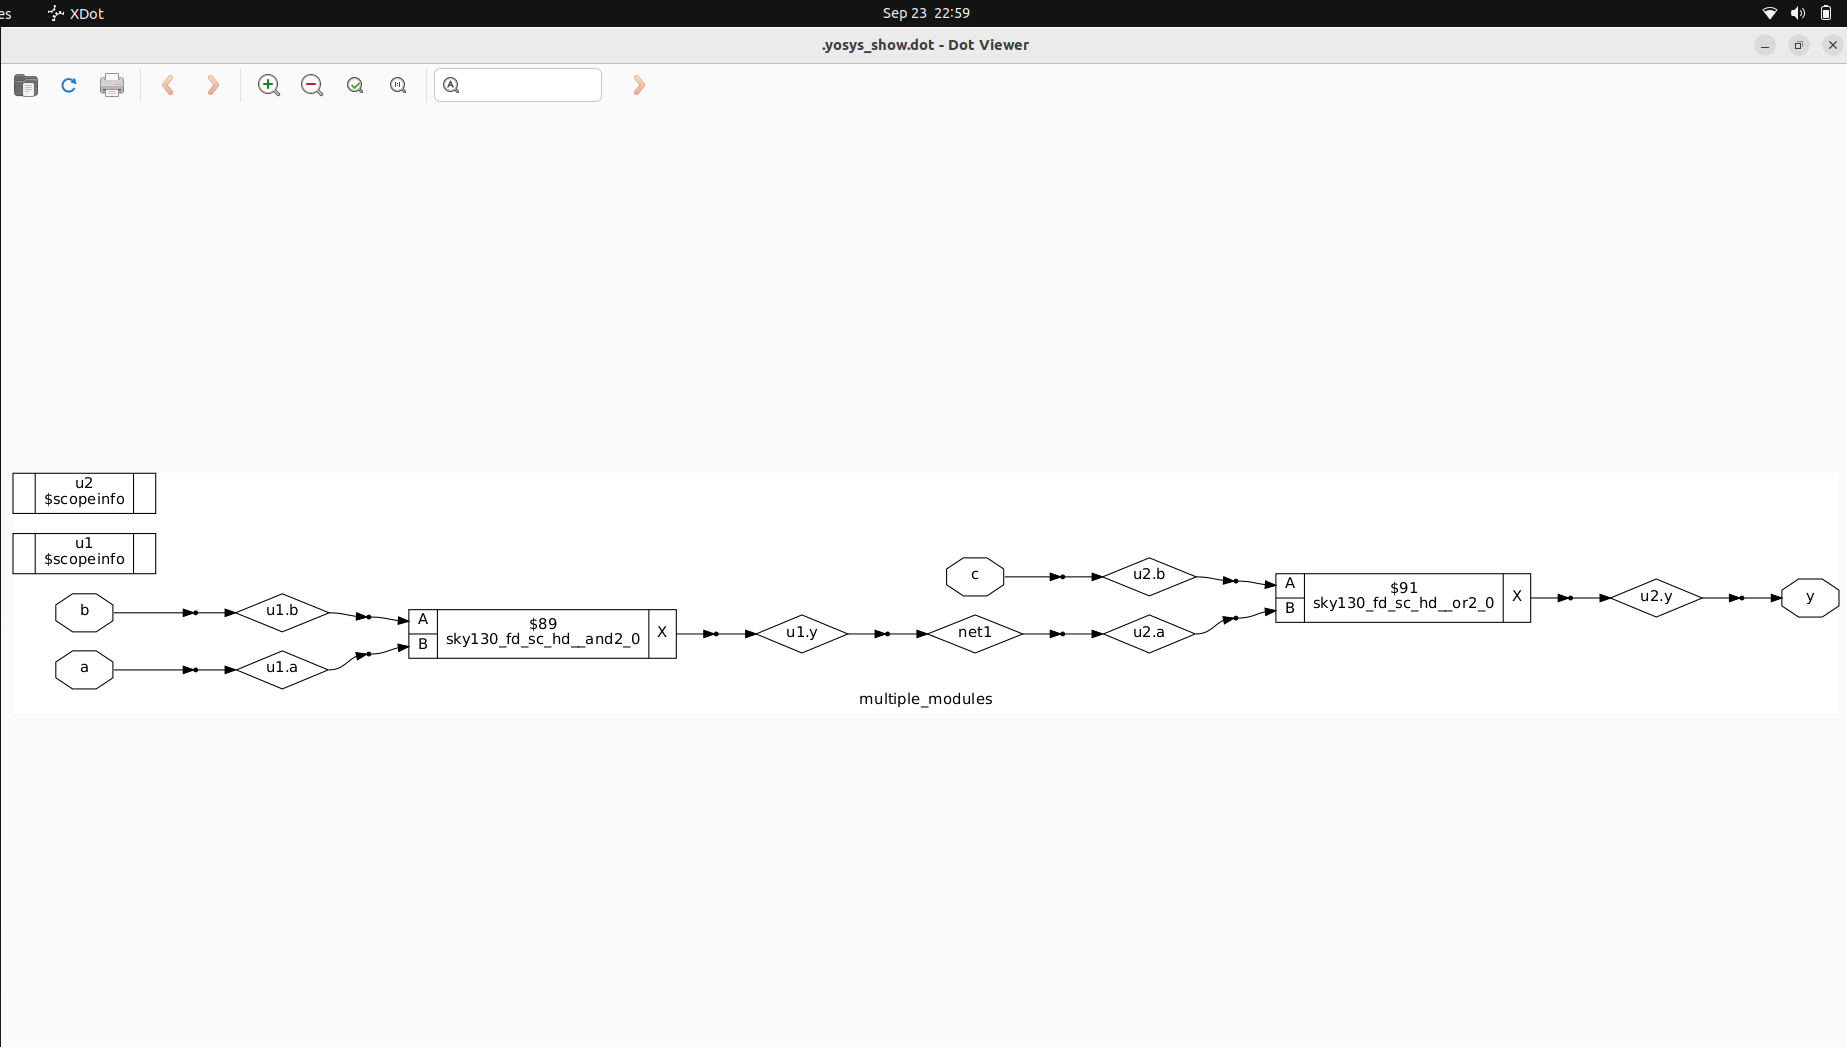 es
XDot
Sep 23 22:59
.yosys_show.dot - Dot Viewer
u2
$scopeinfo
u1
$scopeinfo
b
u1.b
a
u1.a
A
B
$89
sky130_fd_sc_hd__and2_0
X
u1.y
net1
c
u2.b
u2.a
A
B
$91
sky130_fd_sc_hd__or2_0
X
u2.y
y
multiple_modules